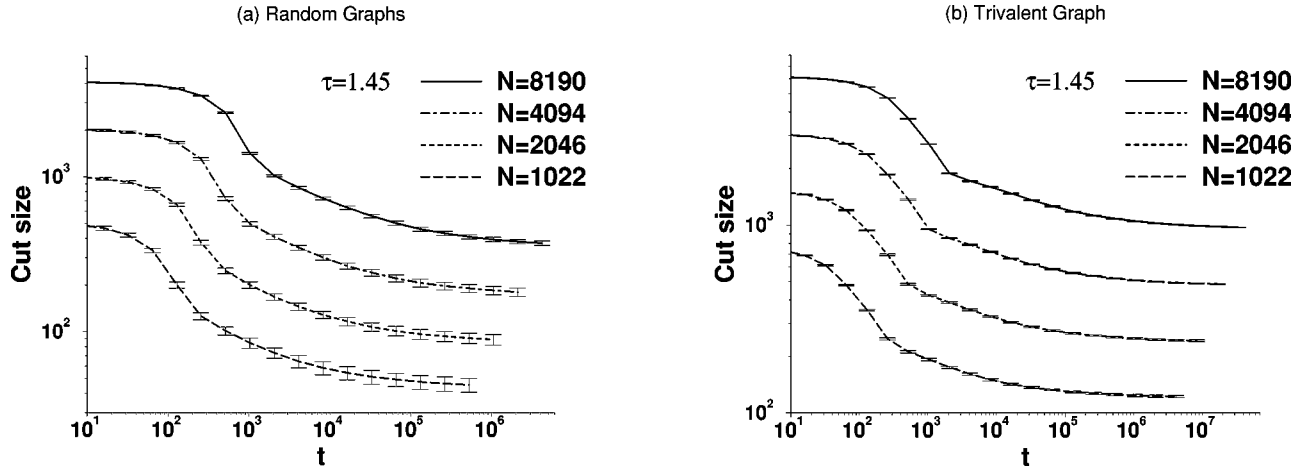 (a) Random Graphs
τ=1.45
N=8190
N=4094
N=2046
N=1022
Cut size
10³
10²
10¹ 10² 10³ 10⁴ 10⁵ 10⁶
t
(b) Trivalent Graph
τ=1.45
N=8190
N=4094
N=2046
N=1022
Cut size
10³
10²
10¹ 10² 10³ 10⁴ 10⁵ 10⁶ 10⁷
t